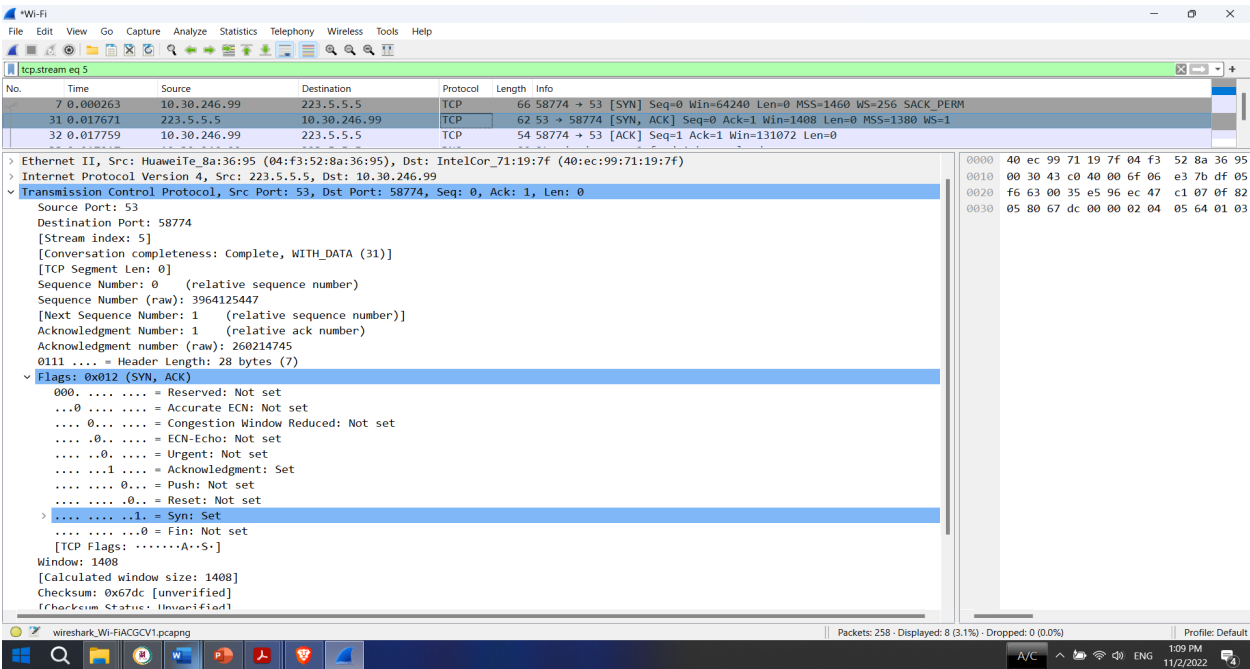 *Wi-Fi
File Edit View Go Capture Analyze Statistics Telephony Wireless Tools Help
tcp.stream eq 5
No. Time Source Destination Protocol Length Info
7 0.000263 10.30.246.99 223.5.5.5 TCP 66 58774 → 53 [SYN] Seq=0 Win=64240 Len=0 MSS=1460 WS=256 SACK_PERM
31 0.017671 223.5.5.5 10.30.246.99 TCP 62 53 → 58774 [SYN, ACK] Seq=0 Ack=1 Win=1408 Len=0 MSS=1380 WS=1
32 0.017759 10.30.246.99 223.5.5.5 TCP 54 58774 → 53 [ACK] Seq=1 Ack=1 Win=131072 Len=0
Ethernet II, Src: HuaweiTe_8a:36:95 (04:f3:52:8a:36:95), Dst: IntelCor_71:19:7f (40:ec:99:71:19:7f)
Internet Protocol Version 4, Src: 223.5.5.5, Dst: 10.30.246.99
Transmission Control Protocol, Src Port: 53, Dst Port: 58774, Seq: 0, Ack: 1, Len: 0
Source Port: 53
Destination Port: 58774
[Stream index: 5]
[Conversation completeness: Complete, WITH_DATA (31)]
[TCP Segment Len: 0]
Sequence Number: 0 (relative sequence number)
Sequence Number (raw): 3964125447
[Next Sequence Number: 1 (relative sequence number)]
Acknowledgment Number: 1 (relative ack number)
Acknowledgment number (raw): 260214745
0111 .... = Header Length: 28 bytes (7)
Flags: 0x012 (SYN, ACK)
000. .... .... = Reserved: Not set
...0 .... .... = Accurate ECN: Not set
.... 0... .... = Congestion Window Reduced: Not set
.... .0.. .... = ECN-Echo: Not set
.... ..0. .... = Urgent: Not set
.... ...1 .... = Acknowledgment: Set
.... .... 0... = Push: Not set
.... .... .0.. = Reset: Not set
.... .... ..1. = Syn: Set
.... .... ...0 = Fin: Not set
[TCP Flags: ·······A··S·]
Window: 1408
[Calculated window size: 1408]
Checksum: 0x67dc [unverified]
[Checksum Status: Unverified]
0000 40 ec 99 71 19 7f 04 f3 52 8a 36 95
0010 00 30 43 c0 40 00 6f 06 e3 7b df 05
0020 f6 63 00 35 e5 96 ec 47 c1 07 0f 82
0030 05 80 67 dc 00 00 02 04 05 64 01 03
wireshark_Wi-FiACGCV1.pcapng Packets: 258 · Displayed: 8 (3.1%) · Dropped: 0 (0.0%) Profile: Default
A/C ENG 1:09 PM
11/2/2022 4